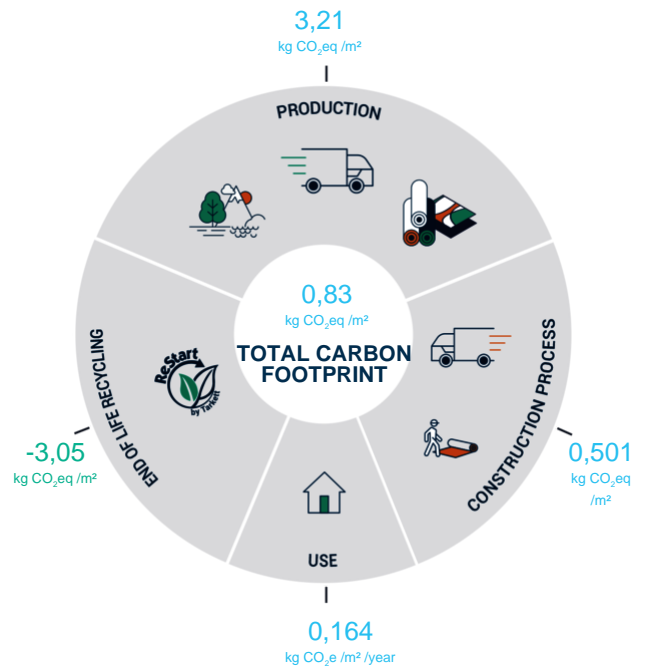 3,21
kg CO₂eq /m²
PRODUCTION
0,83
kg CO₂eq /m²
TOTAL CARBON
FOOTPRINT
CONSTRUCTION PROCESS
0,501
kg CO₂eq
/m²
END OF LIFE RECYCLING
ReStart
by Tarkett
-3,05
kg CO₂eq /m²
USE
0,164
kg CO₂e /m² /year